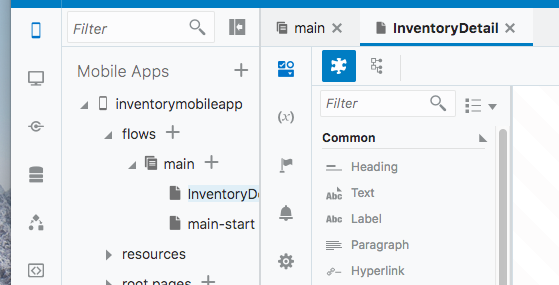 Filter
main
InventoryDetail
Mobile Apps
inventorymobileapp
flows
main
InventoryD
main-start
resources
root pages
(x)
Filter
Common
Heading
Abc Text
Abc Label
Paragraph
Hyperlink